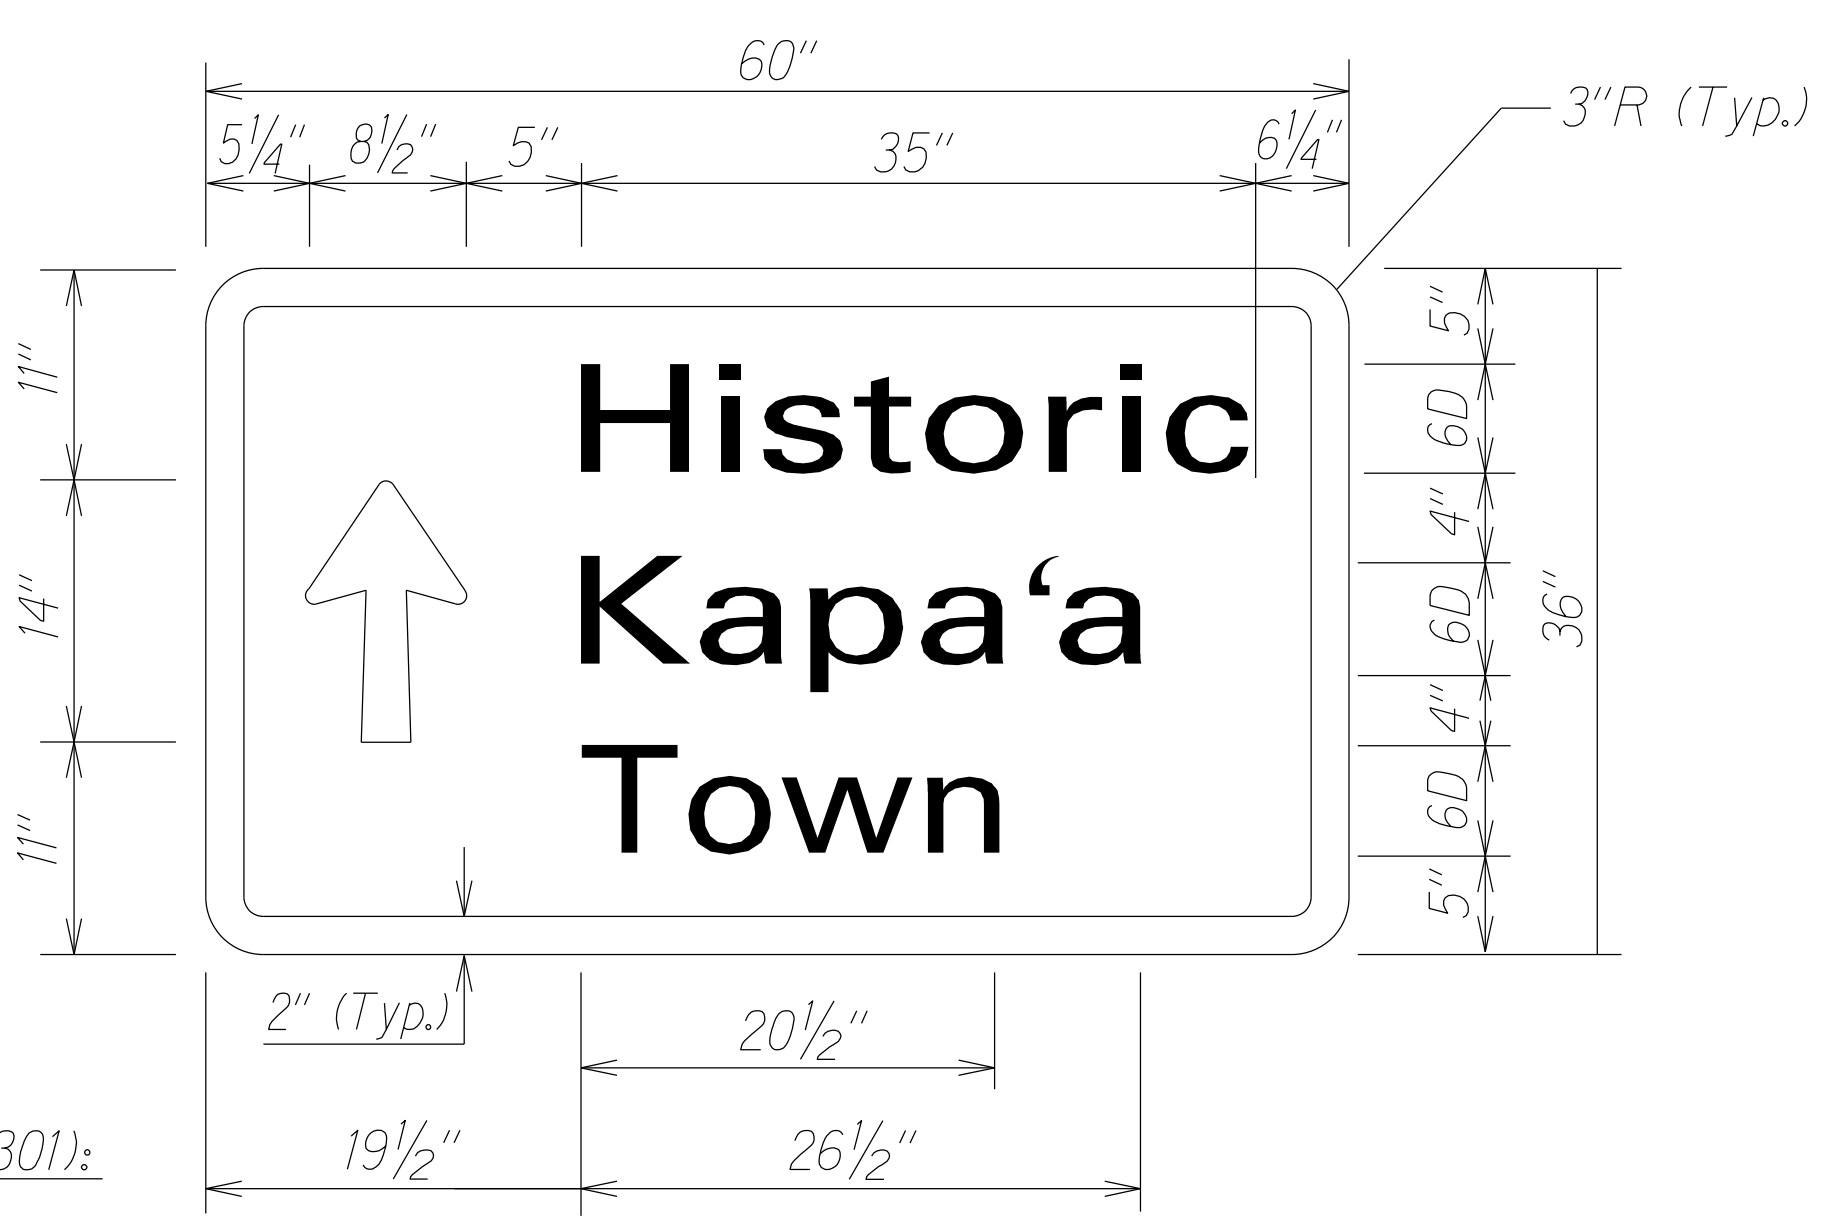 60"
5¼" 8½" 5" 35" 6¼"
3"R (Typ.)
11"
14"
11"
Historic
Kapaʻa
Town
5"
6D
4"
6D
4"
6D
5"
36"
2" (Typ.)
20½"
19½" 26½"
301):